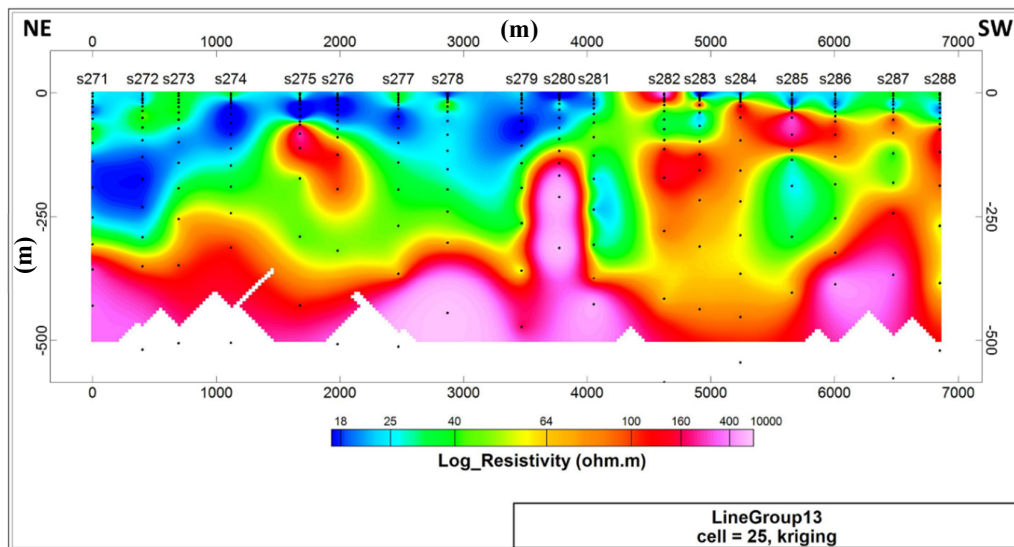 NE (m) SW
0 1000 2000 3000 4000 5000 6000 7000
s271 s272 s273 s274 s275 s276 s277 s278 s279 s280 s281 s282 s283 s284 s285 s286 s287 s288
0 0
-250 -250
(m)
-500 -500
0 1000 2000 3000 4000 5000 6000 7000
18 25 40 64 100 160 400 10000
Log_Resistivity (ohm.m)
LineGroup13
cell = 25, kriging